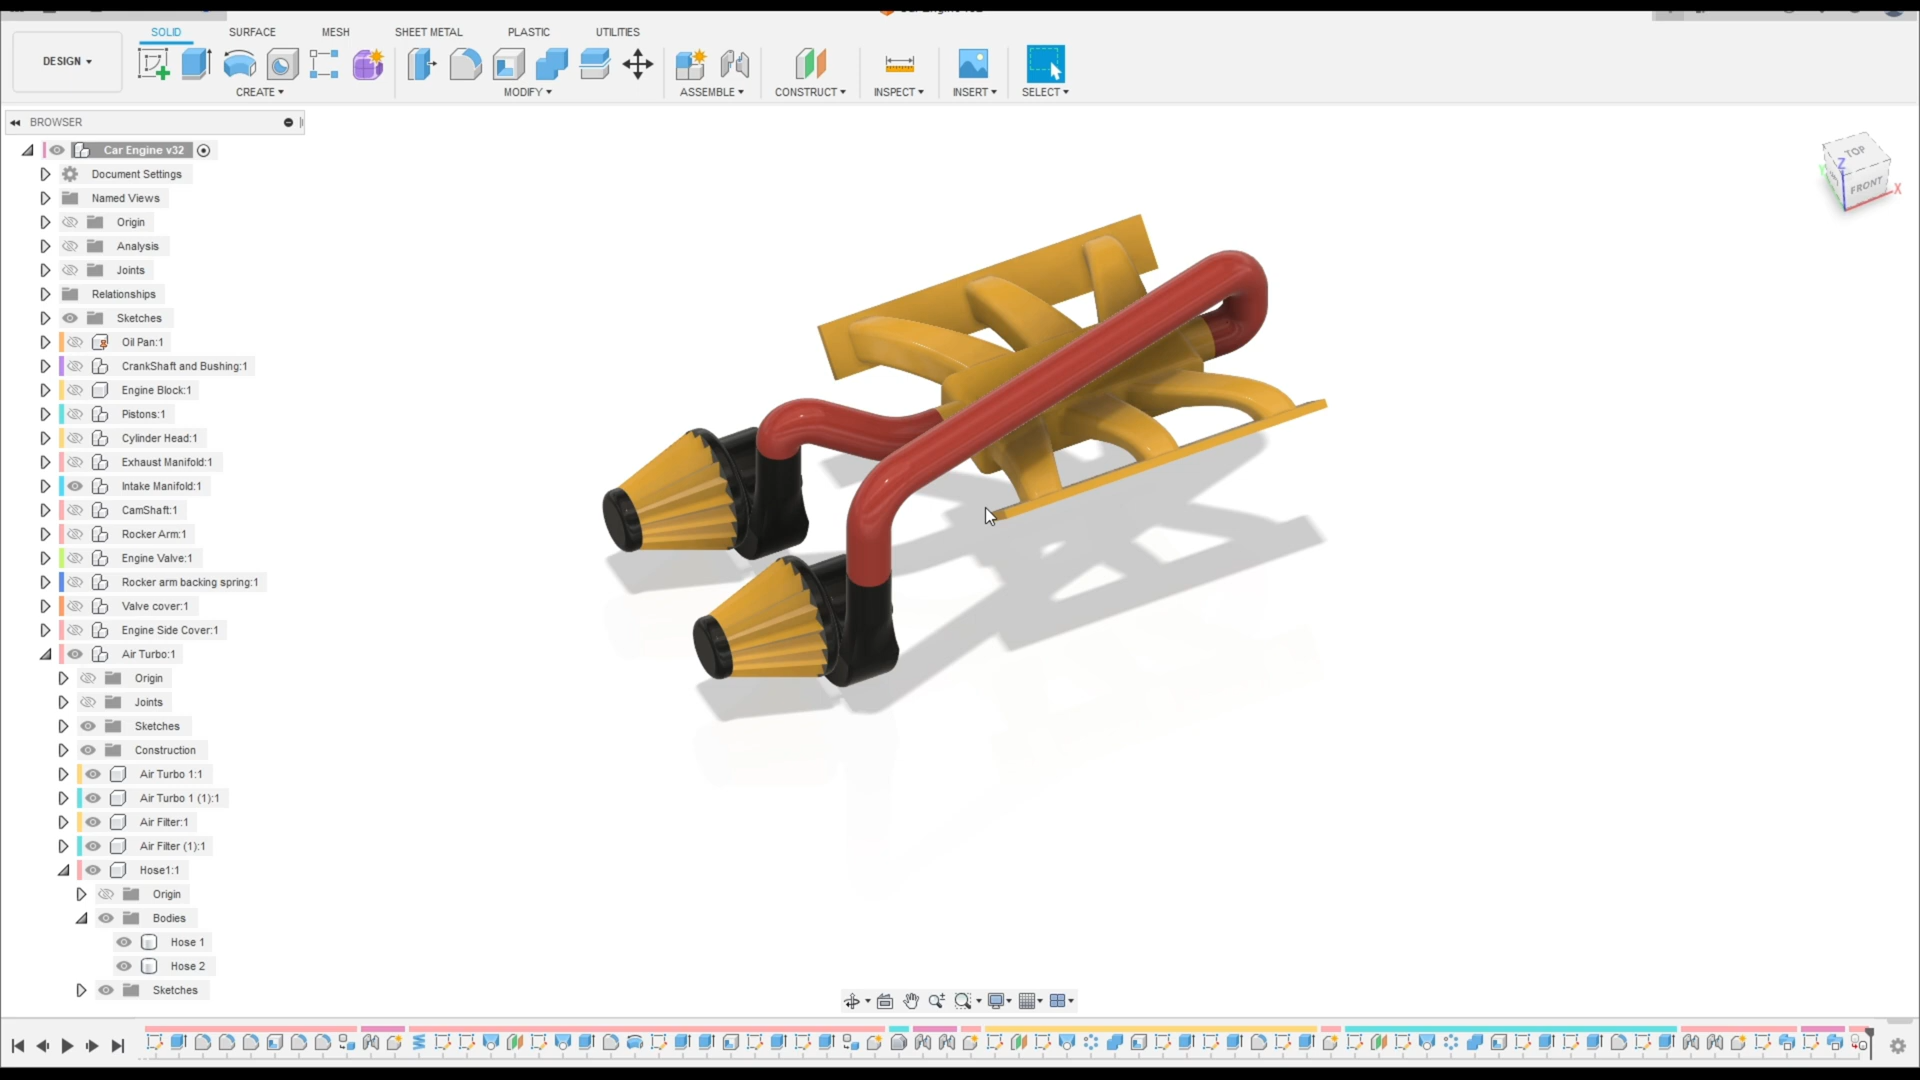 SOLID SURFACE MESH SHEET METAL PLASTIC UTILITIES
DESIGN
CREATE MODIFY ASSEMBLE CONSTRUCT INSPECT INSERT SELECT
BROWSER
Car Engine v32
Document Settings
Named Views
Origin
Analysis
Joints
Relationships
Sketches
Oil Pan:1
CrankShaft and Bushing:1
Engine Block:1
Pistons:1
Cylinder Head:1
Exhaust Manifold:1
Intake Manifold:1
CamShaft:1
Rocker Arm:1
Engine Valve:1
Rocker arm backing spring:1
Valve cover:1
Engine Side Cover:1
Air Turbo:1
Origin
Joints
Sketches
Construction
Air Turbo 1:1
Air Turbo 1 (1):1
Air Filter:1
Air Filter (1):1
Hose1:1
Origin
Bodies
Hose 1
Hose 2
Sketches
TOP
Z
FRONT
X